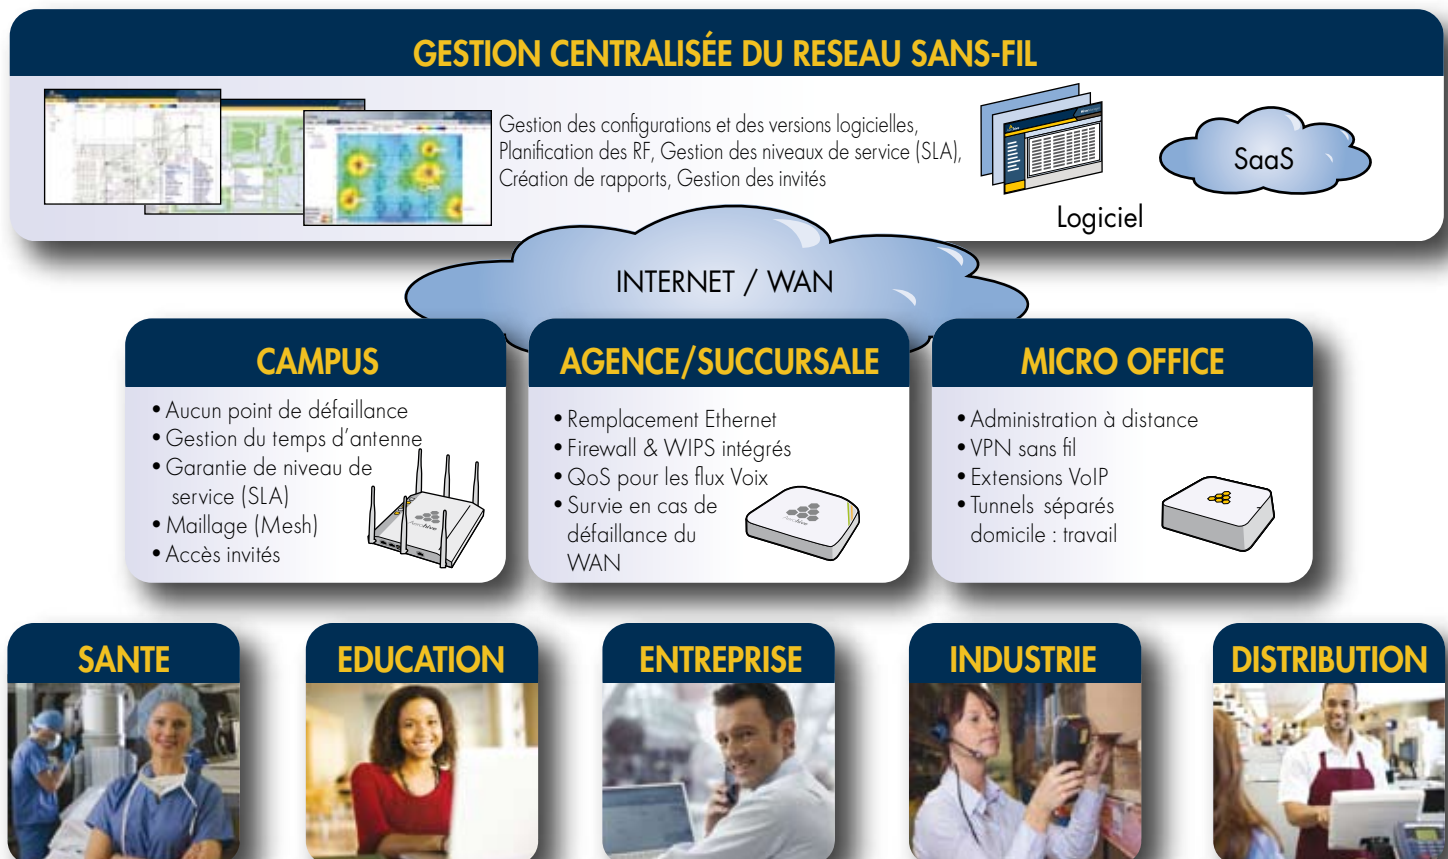 GESTION CENTRALISÉE DU RESEAU SANS-FIL
Gestion des configurations et des versions logicielles,
Planification des RF, Gestion des niveaux de service (SLA),
Création de rapports, Gestion des invités
Logiciel
SaaS
INTERNET / WAN
CAMPUS
• Aucun point de défaillance
• Gestion du temps d'antenne
• Garantie de niveau de
service (SLA)
• Maillage (Mesh)
• Accès invités
AGENCE/SUCCURSALE
• Remplacement Ethernet
• Firewall & WIPS intégrés
• QoS pour les flux Voix
• Survie en cas de
défaillance du
WAN
Aerohive
MICRO OFFICE
• Administration à distance
• VPN sans fil
• Extensions VoIP
• Tunnels séparés
domicile : travail
SANTE
EDUCATION
ENTREPRISE
INDUSTRIE
DISTRIBUTION